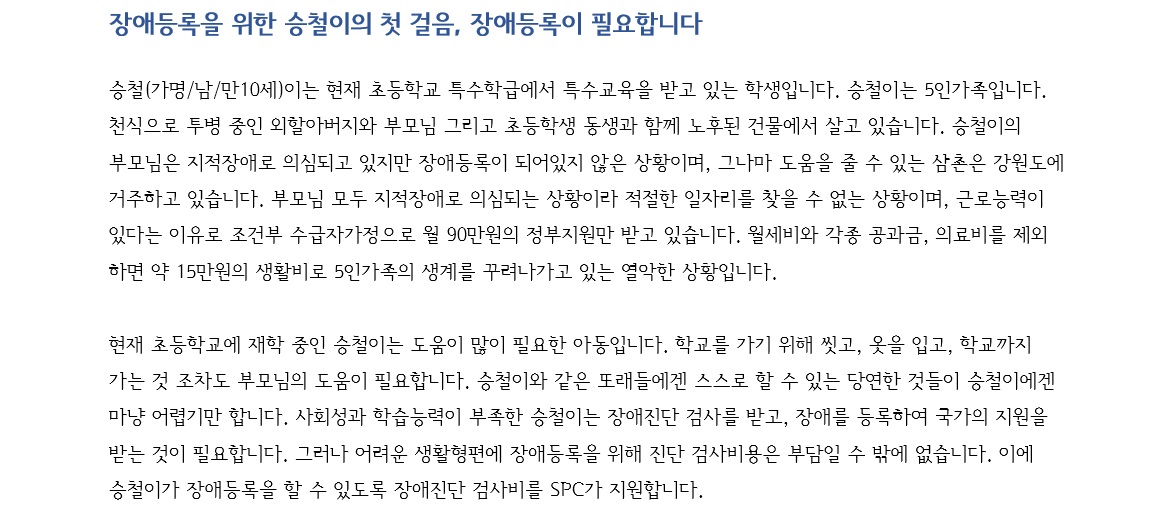 장애등록을 위한 승철이의 첫 걸음, 장애등록이 필요합니다
승철(가명/남/만10세)이는 현재 초등학교 특수학급에서 특수교육을 받고 있는 학생입니다. 승철이는 5인가족입니다.
천식으로 투병 중인 외할아버지와 부모님 그리고 초등학생 동생과 함께 노후된 건물에서 살고 있습니다. 승철이의
부모님은 지적장애로 의심되고 있지만 장애등록이 되어있지 않은 상황이며, 그나마 도움을 줄 수 있는 삼촌은 강원도에
거주하고 있습니다. 부모님 모두 지적장애로 의심되는 상황이라 적절한 일자리를 찾을 수 없는 상황이며, 근로능력이
있다는 이유로 조건부 수급자가정으로 월 90만원의 정부지원만 받고 있습니다. 월세비와 각종 공과금, 의료비를 제외
하면 약 15만원의 생활비로 5인가족의 생계를 꾸려나가고 있는 열악한 상황입니다.
현재 초등학교에 재학 중인 승철이는 도움이 많이 필요한 아동입니다. 학교를 가기 위해 씻고, 옷을 입고, 학교까지
가는 것 조차도 부모님의 도움이 필요합니다. 승철이와 같은 또래들에겐 스스로 할 수 있는 당연한 것들이 승철이에겐
마냥 어렵기만 합니다. 사회성과 학습능력이 부족한 승철이는 장애진단 검사를 받고, 장애를 등록하여 국가의 지원을
받는 것이 필요합니다. 그러나 어려운 생활형편에 장애등록을 위해 진단 검사비용은 부담일 수 밖에 없습니다. 이에
승철이가 장애등록을 할 수 있도록 장애진단 검사비를 SPC가 지원합니다.